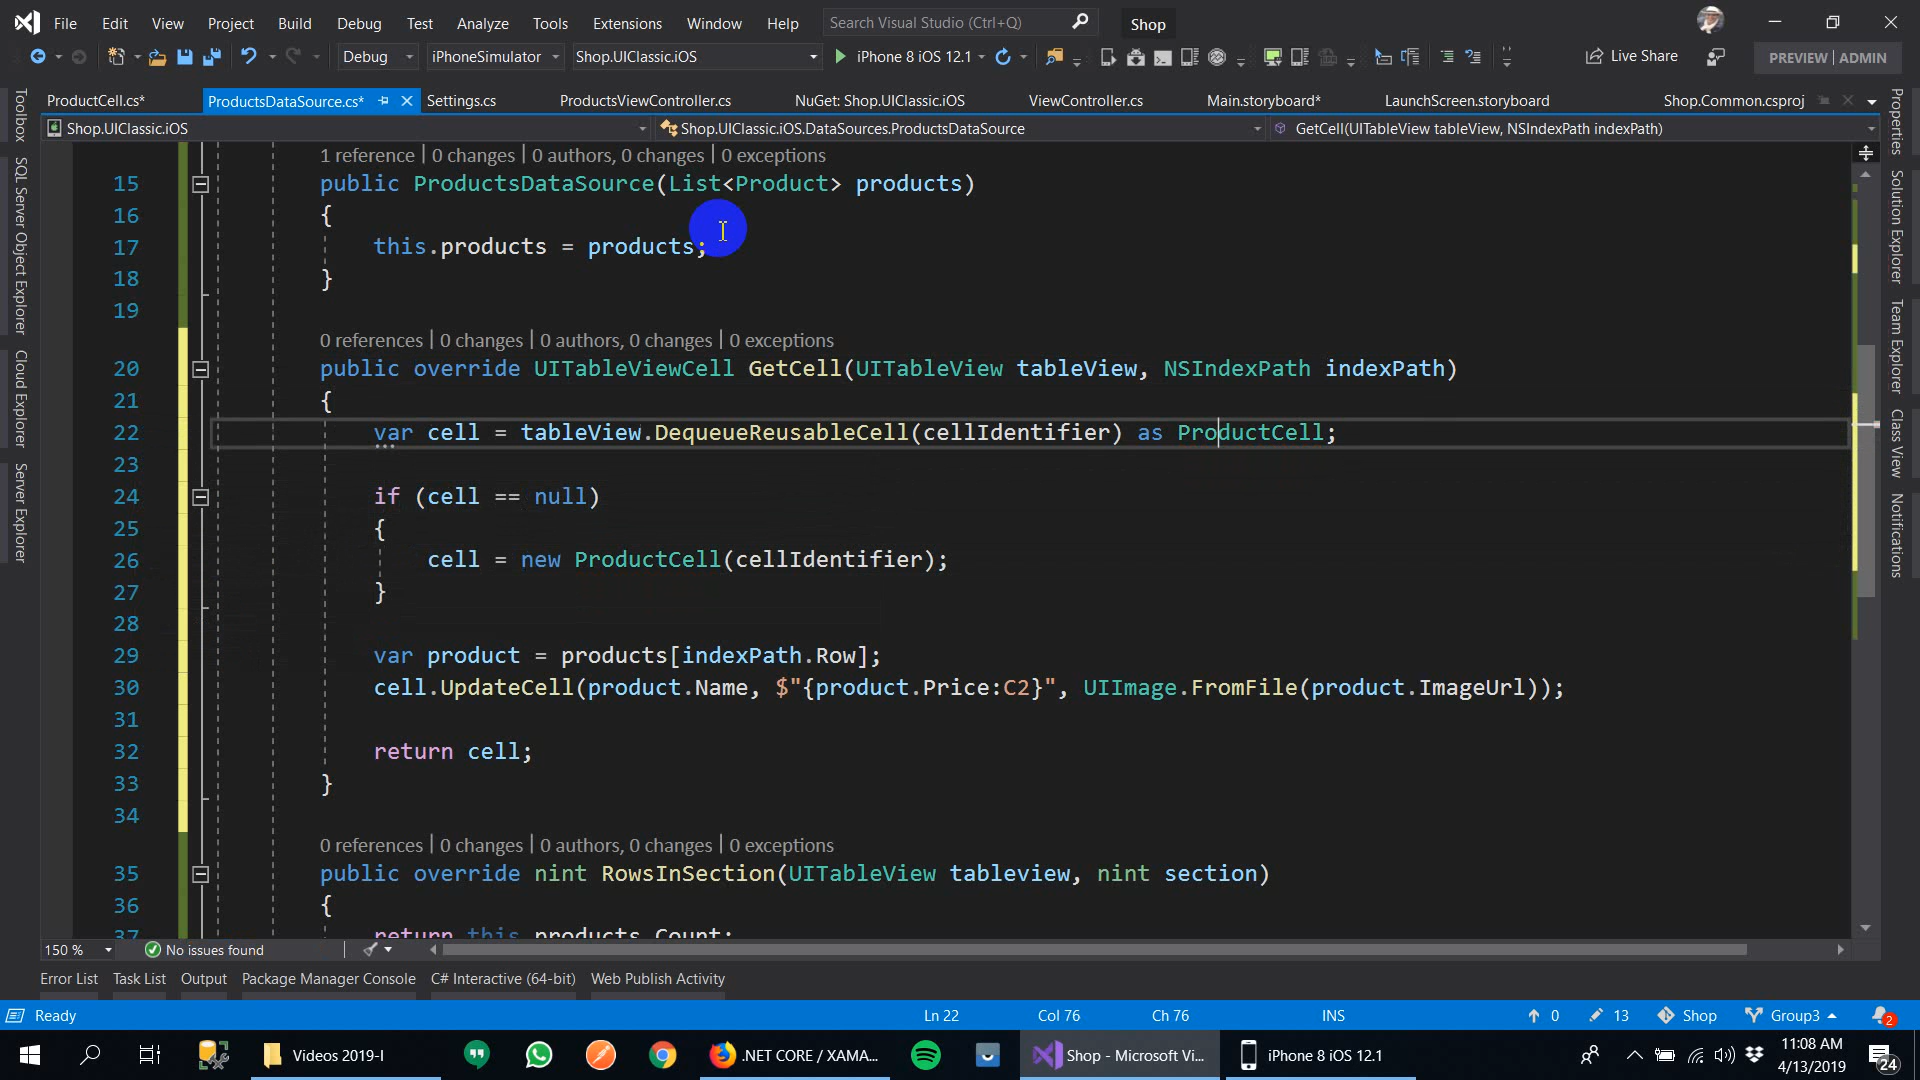 File Edit View Project Build Debug Test Analyze Tools Extensions Window Help Search Visual Studio (Ctrl+Q) Shop
Debug iPhoneSimulator Shop.UIClassic.iOS iPhone 8 iOS 12.1 Live Share PREVIEW | ADMIN
ProductCell.cs* ProductsDataSource.cs* Settings.cs ProductsViewController.cs NuGet: Shop.UIClassic.iOS ViewController.cs Main.storyboard* LaunchScreen.storyboard Shop.Common.csproj
Shop.UIClassic.iOS Shop.UIClassic.iOS.DataSources.ProductsDataSource GetCell(UITableView tableView, NSIndexPath indexPath)
Toolbox
SQL Server Object Explorer
Cloud Explorer
Server Explorer
1 reference | 0 changes | 0 authors, 0 changes | 0 exceptions
15 public ProductsDataSource(List<Product> products)
16 {
17 this.products = products;
18 }
19
0 references | 0 changes | 0 authors, 0 changes | 0 exceptions
20 public override UITableViewCell GetCell(UITableView tableView, NSIndexPath indexPath)
21 {
22 var cell = tableView.DequeueReusableCell(cellIdentifier) as ProductCell;
23
24 if (cell == null)
25 {
26 cell = new ProductCell(cellIdentifier);
27 }
28
29 var product = products[indexPath.Row];
30 cell.UpdateCell(product.Name, $"{product.Price:C2}", UIImage.FromFile(product.ImageUrl));
31
32 return cell;
33 }
34
0 references | 0 changes | 0 authors, 0 changes | 0 exceptions
35 public override nint RowsInSection(UITableView tableview, nint section)
36 {
37 return this.products.Count;
Properties
Solution Explorer
Team Explorer
Class View
Notifications
150 % No issues found
Error List Task List Output Package Manager Console C# Interactive (64-bit) Web Publish Activity
Ready Ln 22 Col 76 Ch 76 INS 0 13 Shop Group3 2
Videos 2019-I .NET CORE / XAMA... Shop - Microsoft Vi... iPhone 8 iOS 12.1 11:08 AM
4/13/2019 24